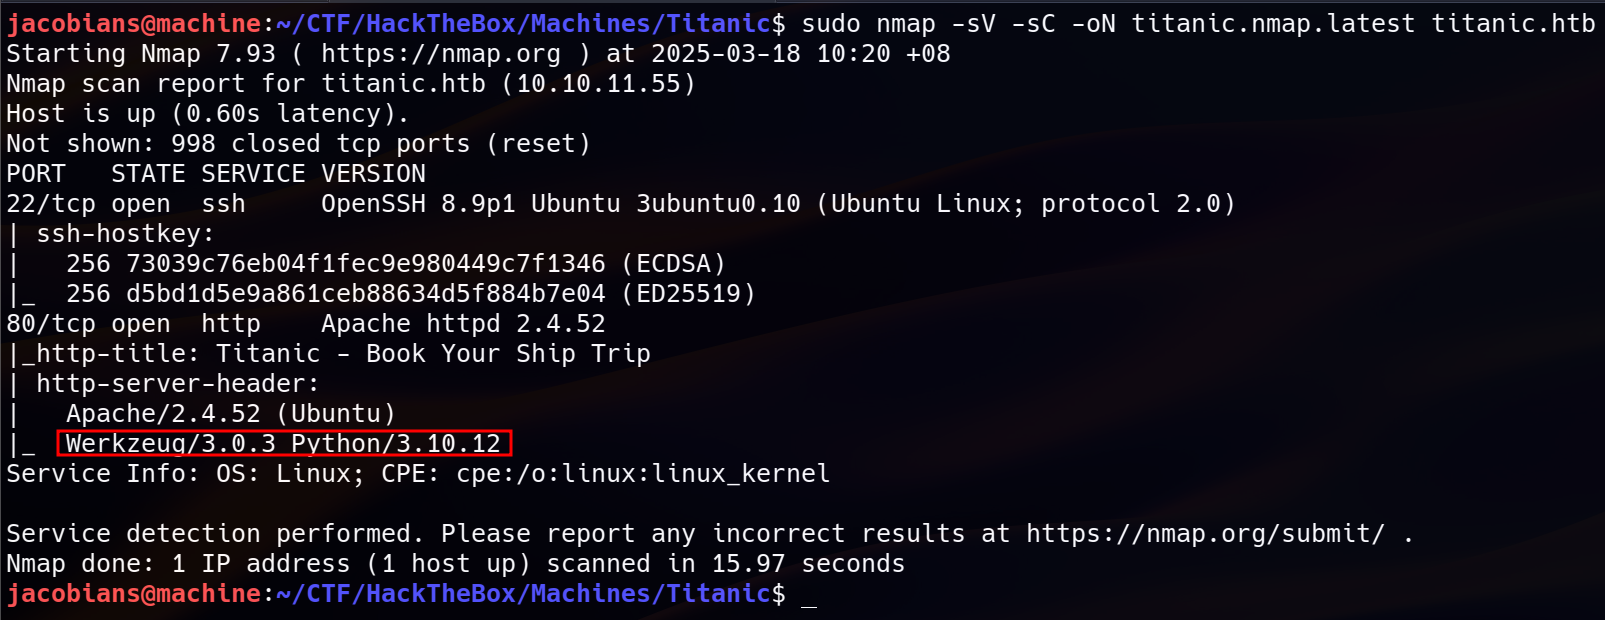 jacobians@machine:~/CTF/HackTheBox/Machines/Titanic$ sudo nmap -sV -sC -oN titanic.nmap.latest titanic.htb
Starting Nmap 7.93 ( https://nmap.org ) at 2025-03-18 10:20 +08
Nmap scan report for titanic.htb (10.10.11.55)
Host is up (0.60s latency).
Not shown: 998 closed tcp ports (reset)
PORT   STATE SERVICE VERSION
22/tcp open  ssh     OpenSSH 8.9p1 Ubuntu 3ubuntu0.10 (Ubuntu Linux; protocol 2.0)
| ssh-hostkey:
|   256 73039c76eb04f1fec9e980449c7f1346 (ECDSA)
|_  256 d5bd1d5e9a861ceb88634d5f884b7e04 (ED25519)
80/tcp open  http    Apache httpd 2.4.52
|_http-title: Titanic - Book Your Ship Trip
| http-server-header:
|   Apache/2.4.52 (Ubuntu)
|_  Werkzeug/3.0.3 Python/3.10.12
Service Info: OS: Linux; CPE: cpe:/o:linux:linux_kernel

Service detection performed. Please report any incorrect results at https://nmap.org/submit/ .
Nmap done: 1 IP address (1 host up) scanned in 15.97 seconds
jacobians@machine:~/CTF/HackTheBox/Machines/Titanic$ _